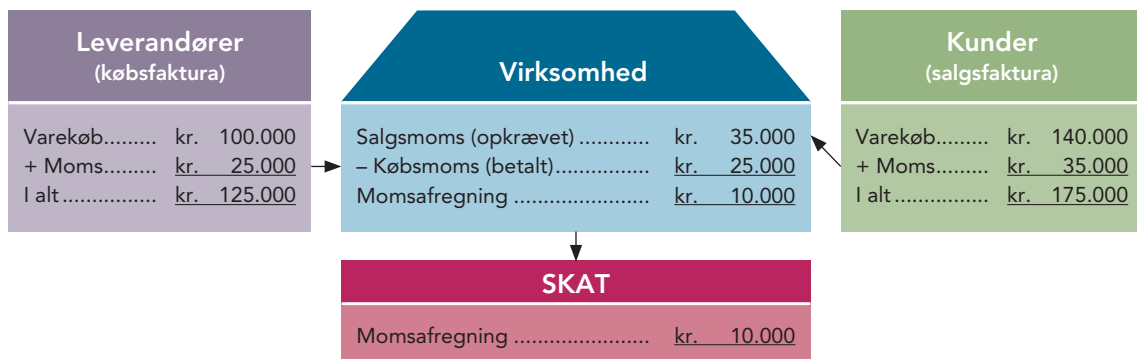 Leverandører
(købsfaktura)
Varekøb......... kr. 100.000
+ Moms......... kr. 25.000
I alt................ kr. 125.000
Virksomhed
Salgsmoms (opkrævet)............ kr. 35.000
– Købsmoms (betalt)................ kr. 25.000
Momsafregning ....................... kr. 10.000
Kunder
(salgsfaktura)
Varekøb......... kr. 140.000
+ Moms......... kr. 35.000
I alt................ kr. 175.000
SKAT
Momsafregning ....................... kr. 10.000